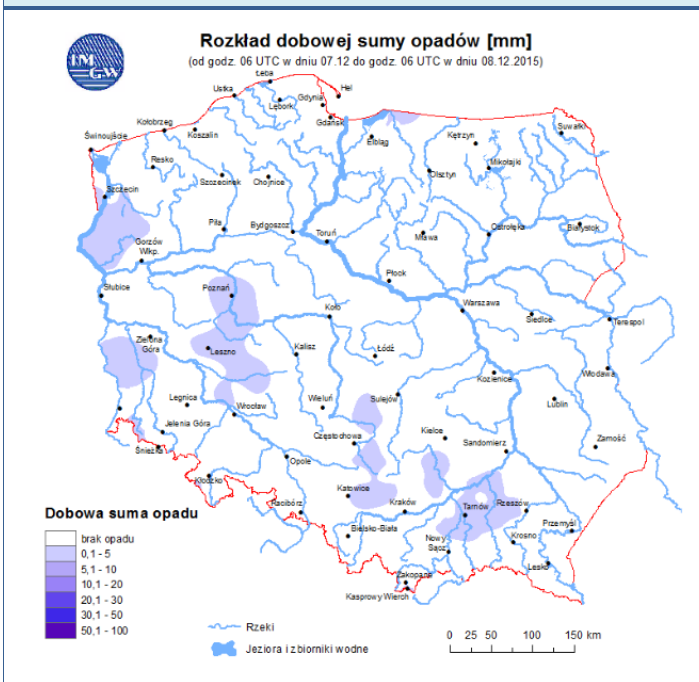 Rozkład dobowej sumy opadów [mm]
(od godz. 06 UTC w dniu 07.12 do godz. 06 UTC w dniu 08.12.2015)
IM
GW
Łeba
Hel
Ustka
Gdynia
Lębork
Gdańsk
Kołobrzeg
Koszalin
Świnoujście
Elbląg
Kętrzyn
Suwałki
Resko
Szczecinek
Chojnice
Olsztyn
Mikołajki
Szczecin
Piła
Bydgoszcz
Toruń
Mława
Ostrołęka
Białystok
Gorzów
Wlkp.
Płock
Słubice
Poznań
Koło
Warszawa
Siedlce
Terespol
Zielona
Góra
Leszno
Kalisz
Łódź
Kozienice
Włodawa
Legnica
Wrocław
Wieluń
Sulejów
Lublin
Jelenia Góra
Częstochowa
Kielce
Sandomierz
Zamość
Śnieżka
Opole
Kłodzko
Katowice
Kraków
Tarnów
Rzeszów
Racibórz
Bielsko-Biała
Nowy
Sącz
Krosno
Przemyśl
Lesko
Zakopane
Kasprowy Wierch
Dobowa suma opadu
brak opadu
0,1 - 5
5,1 - 10
10,1 - 20
20,1 - 30
30,1 - 50
50,1 - 100
Rzeki
Jeziora i zbiorniki wodne
0 25 50 100 150 km